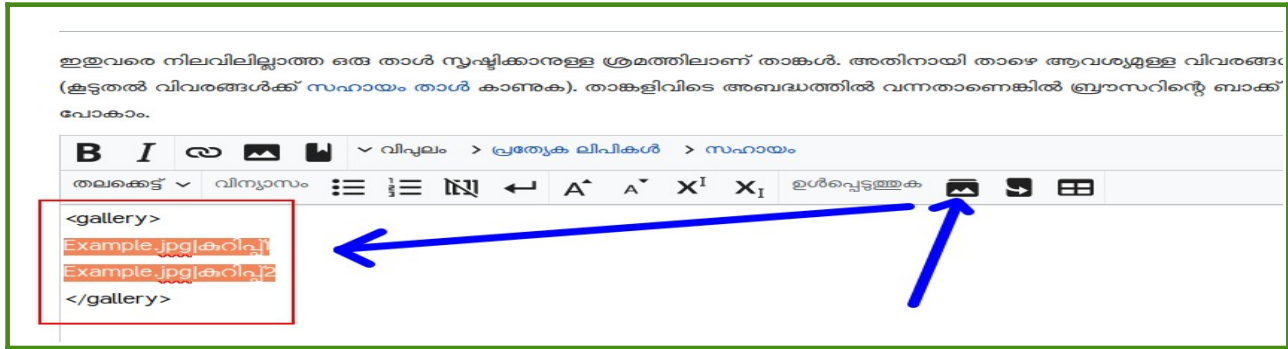 ഇതുവരെ നിലവിലില്ലാത്ത ഒരു താൾ സൃഷ്ടിക്കാനുള്ള ശ്രമത്തിലാണ് താങ്കൾ. അതിനായി താഴെ ആവശ്യമുള്ള
(കൂടുതൽ വിവരങ്ങൾക്ക് സഹായം താൾ കാണുക). താങ്കളിവിടെ അബദ്ധത്തിൽ വന്നതാണെങ്കിൽ ബ്രൗസറിന്റെ ബാക്ക്
പോകാം.
B I വിപുലം പ്രത്യേക ലിപികൾ സഹായം
തലക്കെട്ട് വിന്യാസം N A A X I X I ഉൾപ്പെടുത്തുക
<gallery>
Example.jpg|കുറിപ്പ്1
Example.jpg|കുറിപ്പ്2
</gallery>